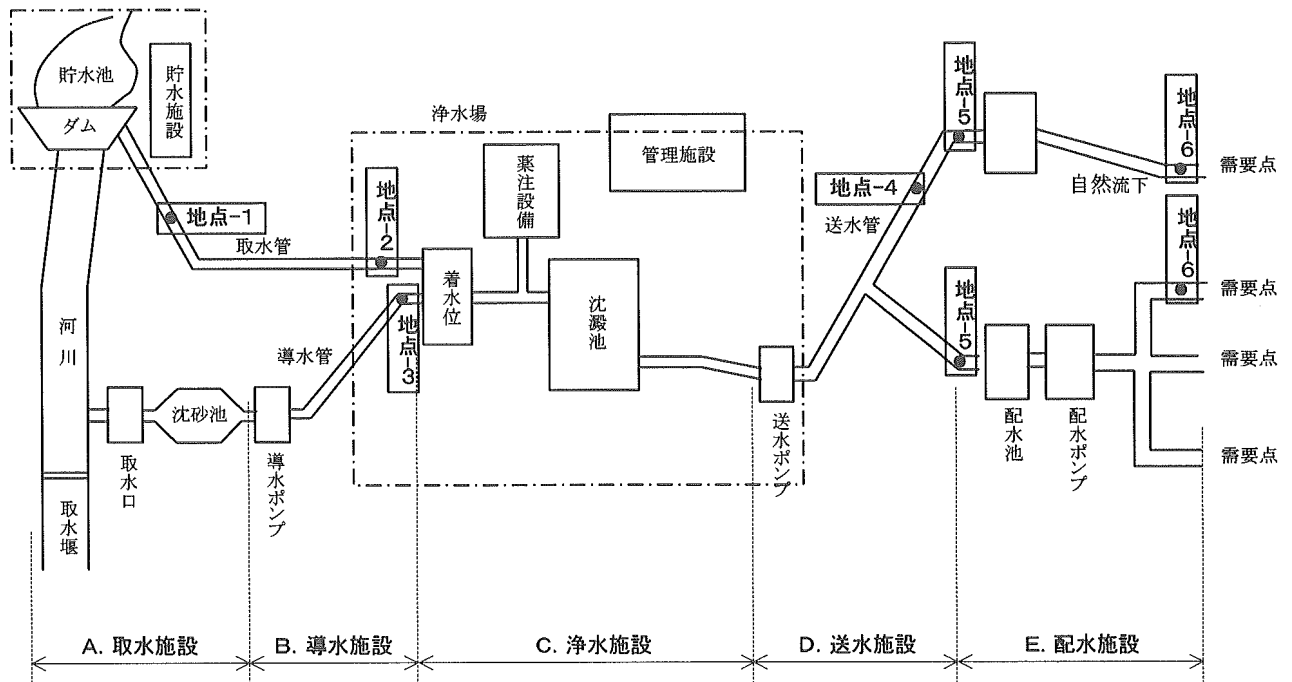 貯水池
ダム
貯水施設
地点-1
取水管
河川
取水堰
取水口
沈砂池
導水ポンプ
導水管
地点-2
地点-3
浄水場
着水位
薬注設備
管理施設
沈澱池
送水ポンプ
送水管
地点-4
地点-5
地点-5
自然流下
地点-6
需要点
地点-6
需要点
需要点
需要点
配水池
配水ポンプ
A. 取水施設
B. 導水施設
C. 浄水施設
D. 送水施設
E. 配水施設